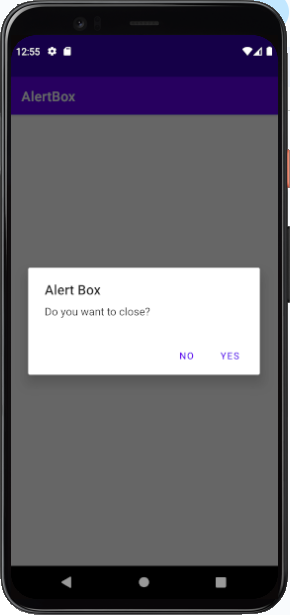 12:55
AlertBox
Alert Box
Do you want to close?
NO YES